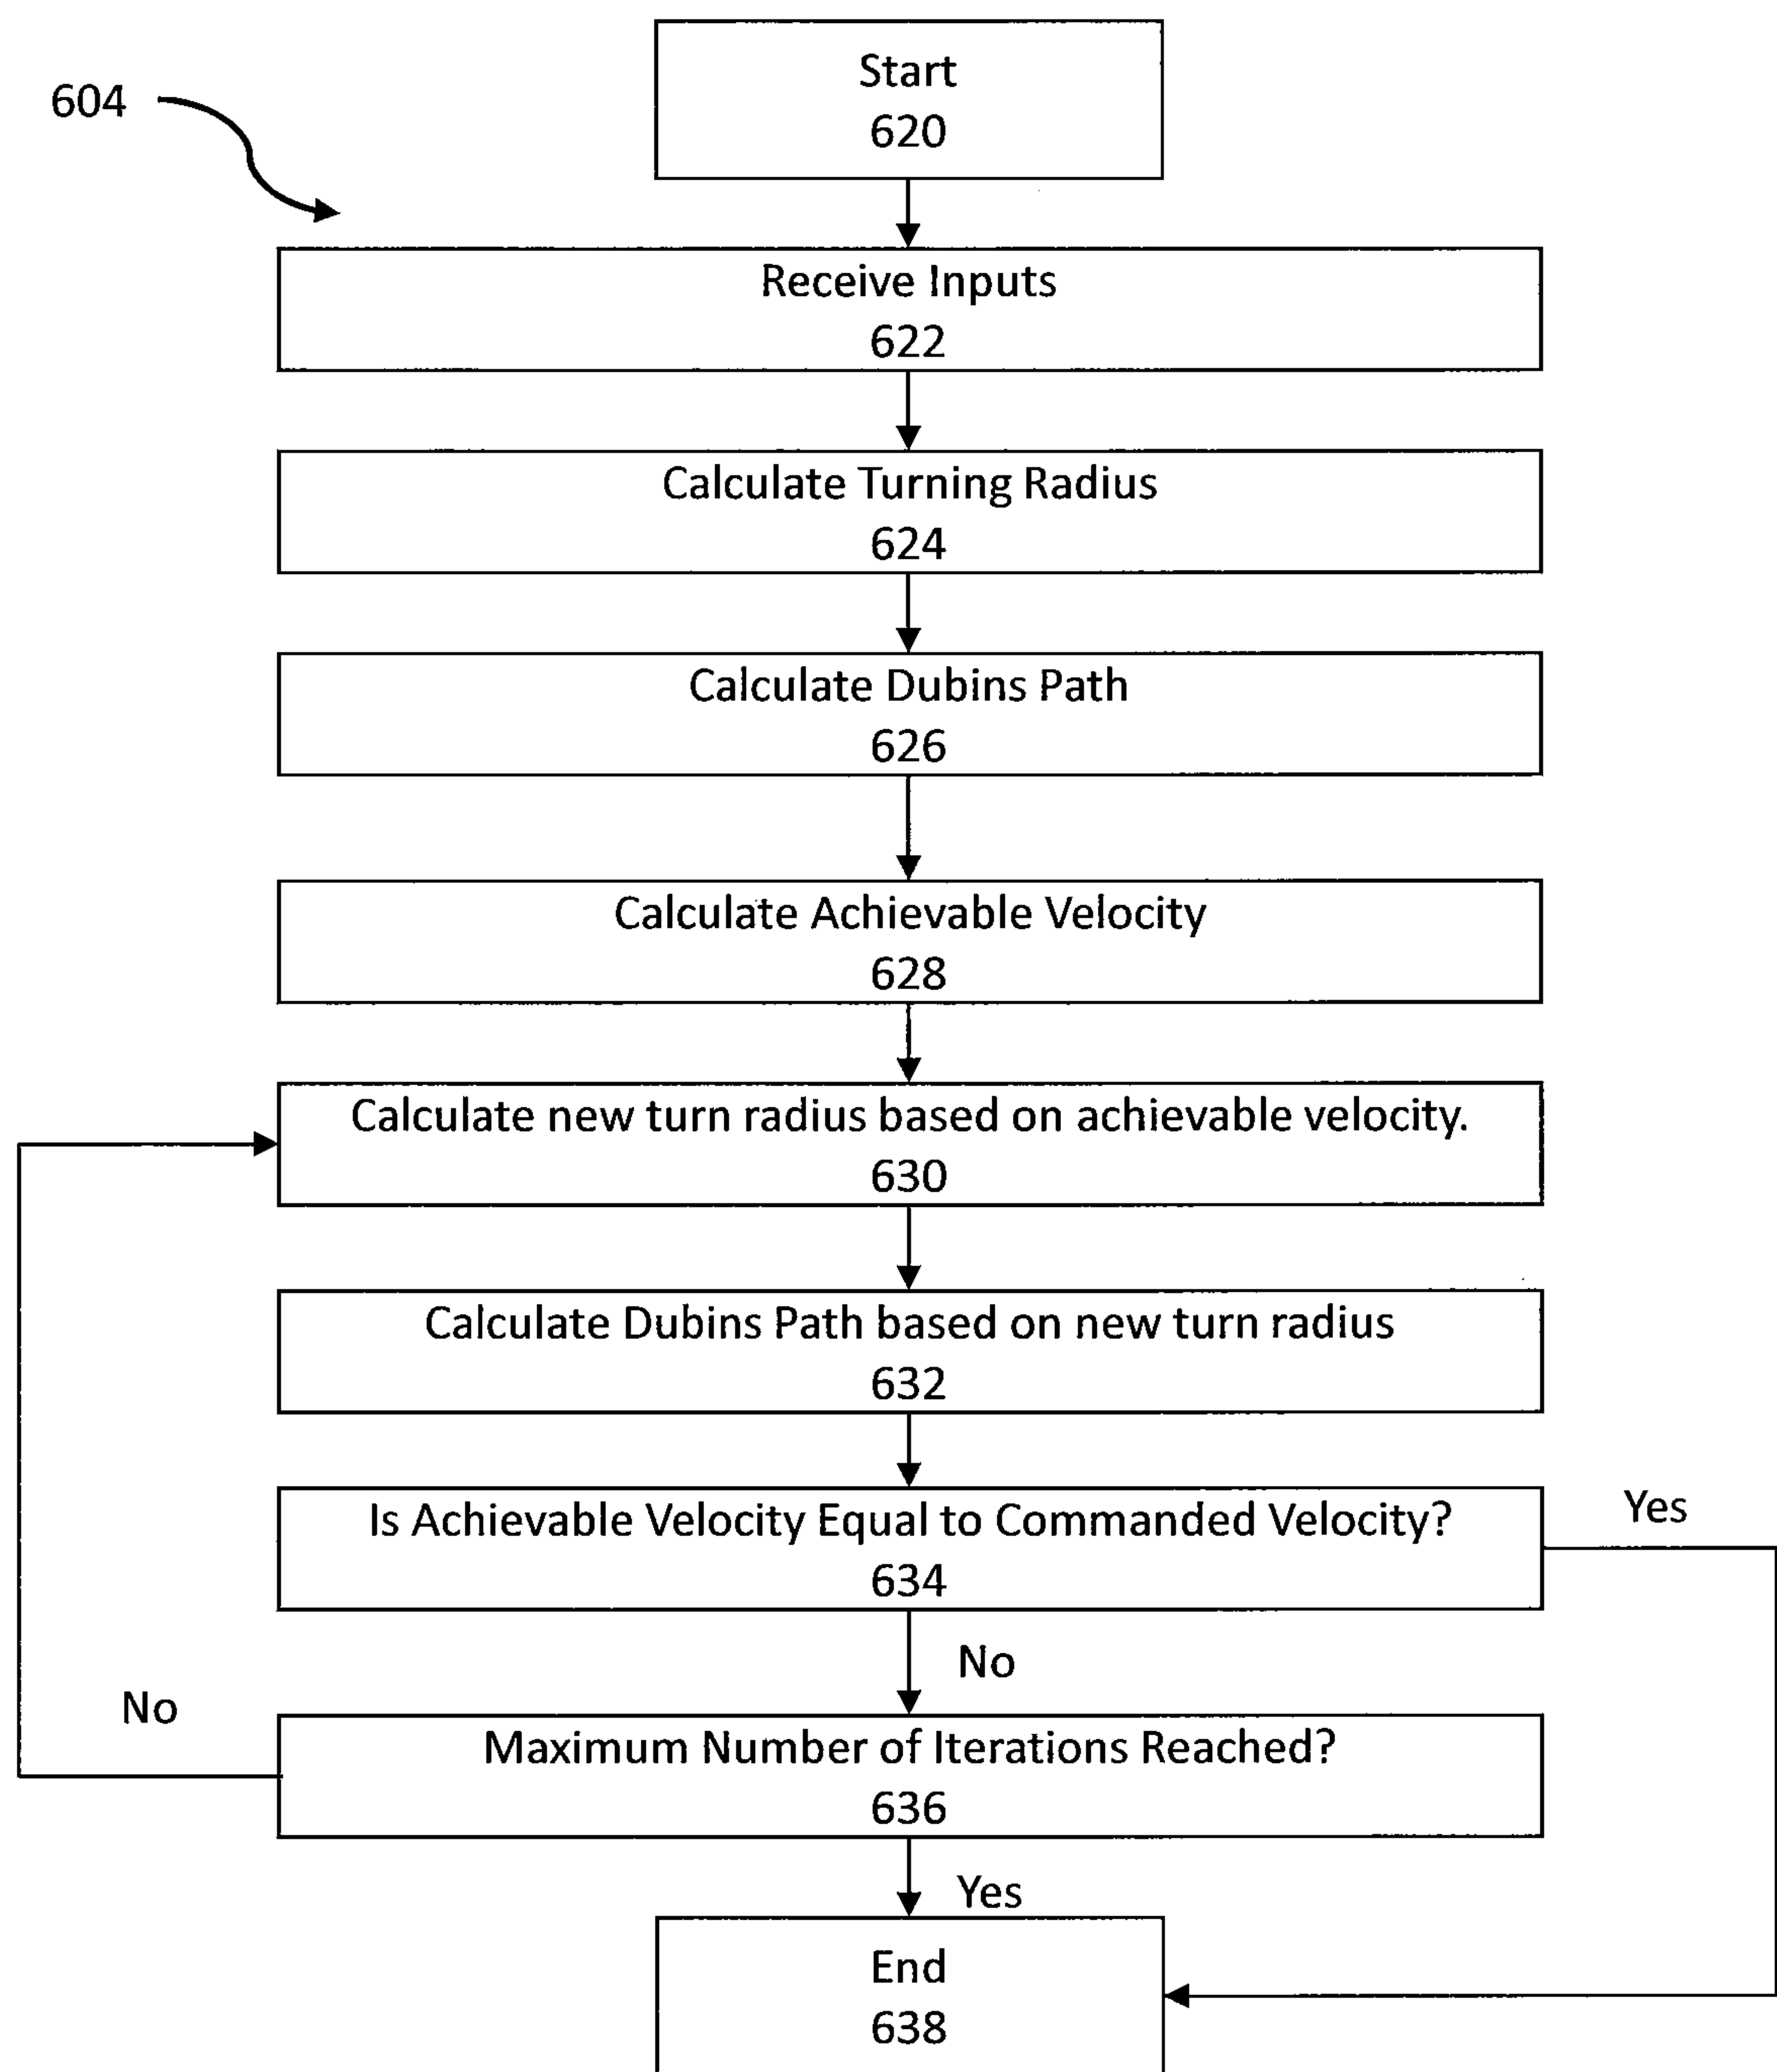 604
Start
620
Receive Inputs
622
Calculate Turning Radius
624
Calculate Dubins Path
626
Calculate Achievable Velocity
628
Calculate new turn radius based on achievable velocity.
630
Calculate Dubins Path based on new turn radius
632
Is Achievable Velocity Equal to Commanded Velocity?
634
Yes
No
No
Maximum Number of Iterations Reached?
636
Yes
End
638